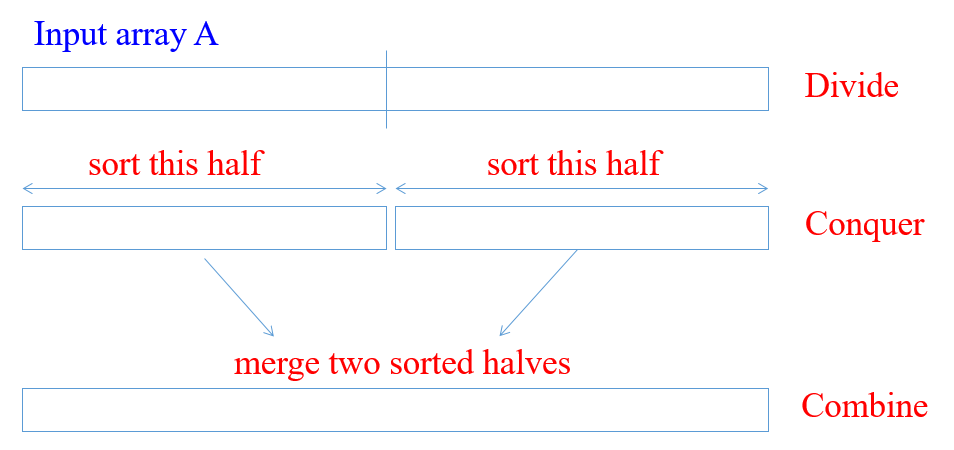 Input array A
Divide
sort this half
sort this half
Conquer
merge two sorted halves
Combine